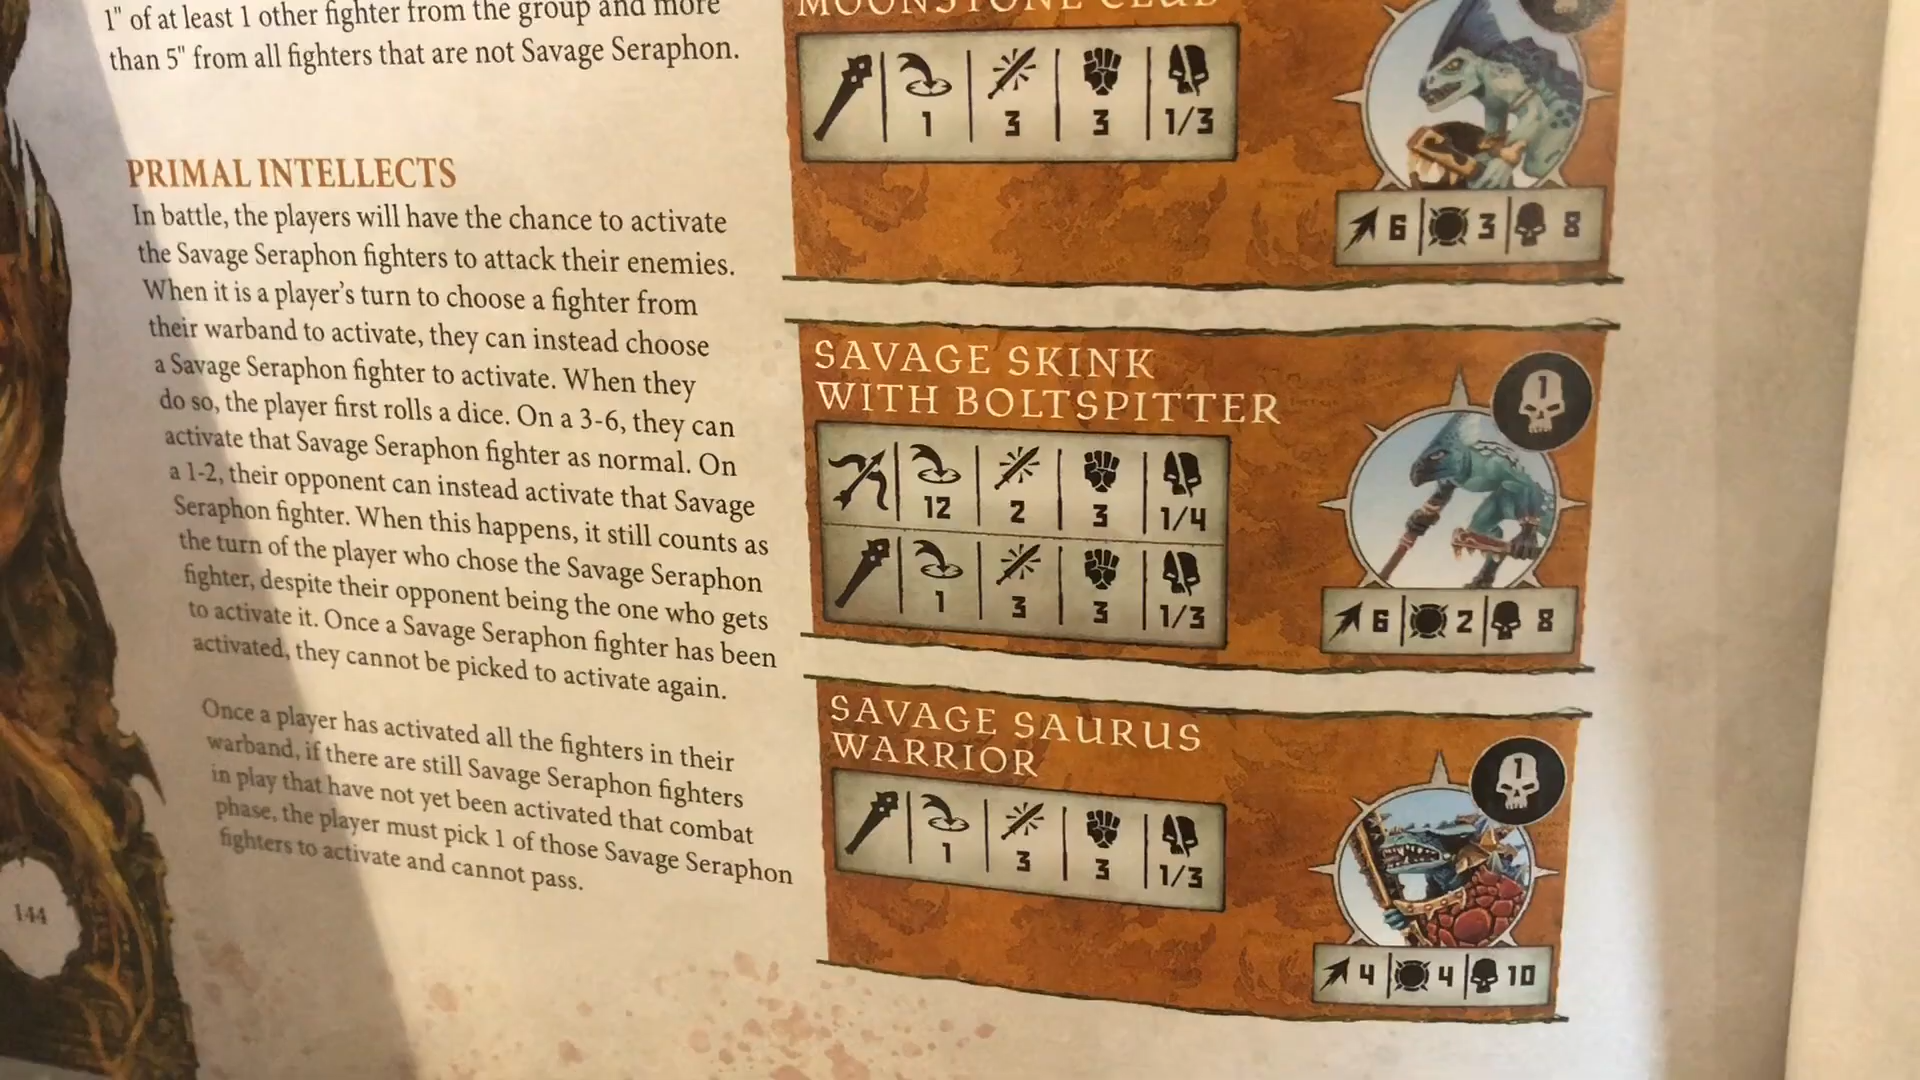 1" of at least 1 other fighter from the group and more
than 5" from all fighters that are not Savage Seraphon.
PRIMAL INTELLECTS
In battle, the players will have the chance to activate
the Savage Seraphon fighters to attack their enemies.
When it is a player's turn to choose a fighter from
their warband to activate, they can instead choose
a Savage Seraphon fighter to activate. When they
do so, the player first rolls a dice. On a 3-6, they can
activate that Savage Seraphon fighter as normal. On
a 1-2, their opponent can instead activate that Savage
Seraphon fighter. When this happens, it still counts as
the turn of the player who chose the Savage Seraphon
fighter, despite their opponent being the one who gets
to activate it. Once a Savage Seraphon fighter has been
activated, they cannot be picked to activate again.
Once a player has activated all the fighters in their
warband, if there are still Savage Seraphon fighters
in play that have not yet been activated that combat
phase, the player must pick 1 of those Savage Seraphon
fighters to activate and cannot pass.
144
MOONSTONE CLUB
1 3 3 1/3
6 3 8
SAVAGE SKINK
WITH BOLTSPITTER
1
12 2 3 1/4
1 3 3 1/3
6 2 8
SAVAGE SAURUS
WARRIOR
1
1 3 3 1/3
4 4 10